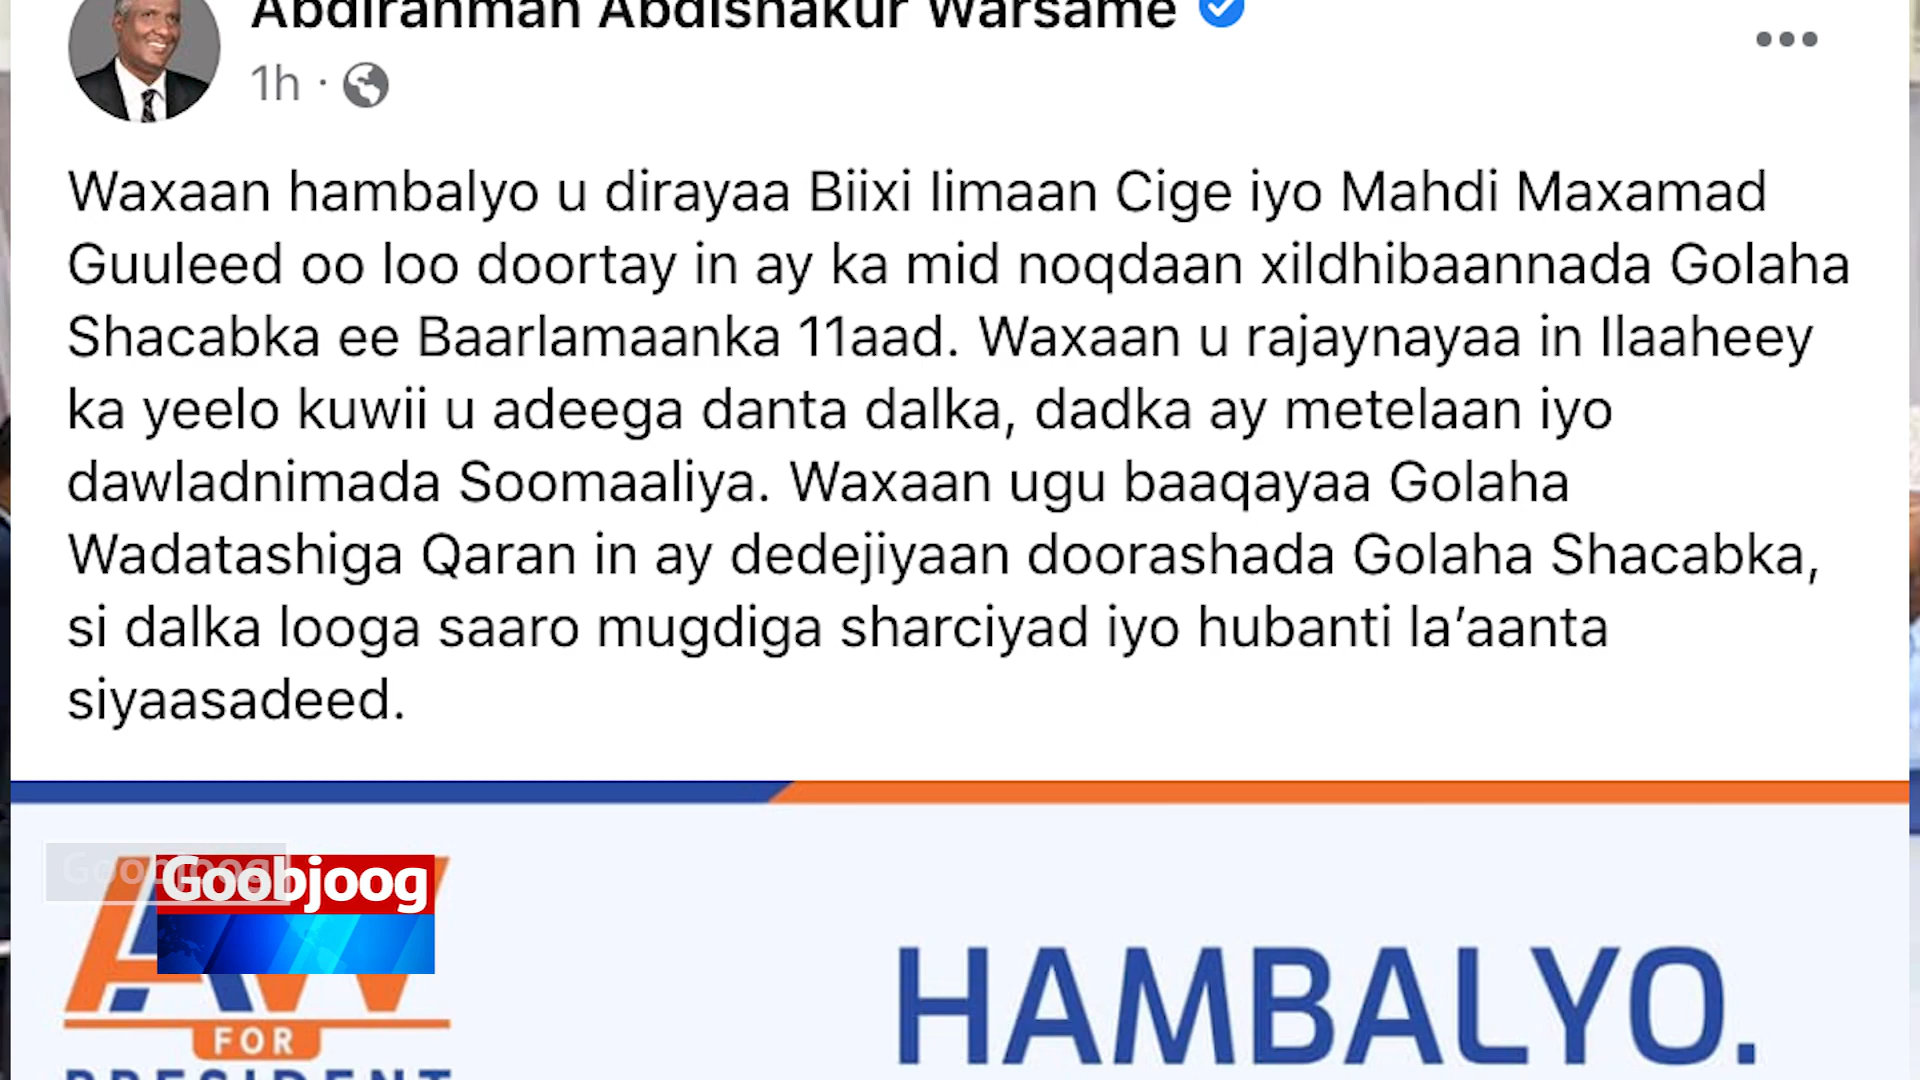 Abdirahman Abdishakur Warsame
1h ·
Waxaan hambalyo u dirayaa Biixi Iimaan Cige iyo Mahdi Maxamad
Guuleed oo loo doortay in ay ka mid noqdaan xildhibaannada Golaha
Shacabka ee Baarlamaanka 11aad. Waxaan u rajaynayaa in Ilaaheey
ka yeelo kuwii u adeega danta dalka, dadka ay metelaan iyo
dawladnimada Soomaaliya. Waxaan ugu baaqayaa Golaha
Wadatashiga Qaran in ay dedejiyaan doorashada Golaha Shacabka,
si dalka looga saaro mugdiga sharciyad iyo hubanti la’aanta
siyaasadeed.
Goobjoog
Goobjoog
AW
FOR
PRESIDENT
HAMBALYO.